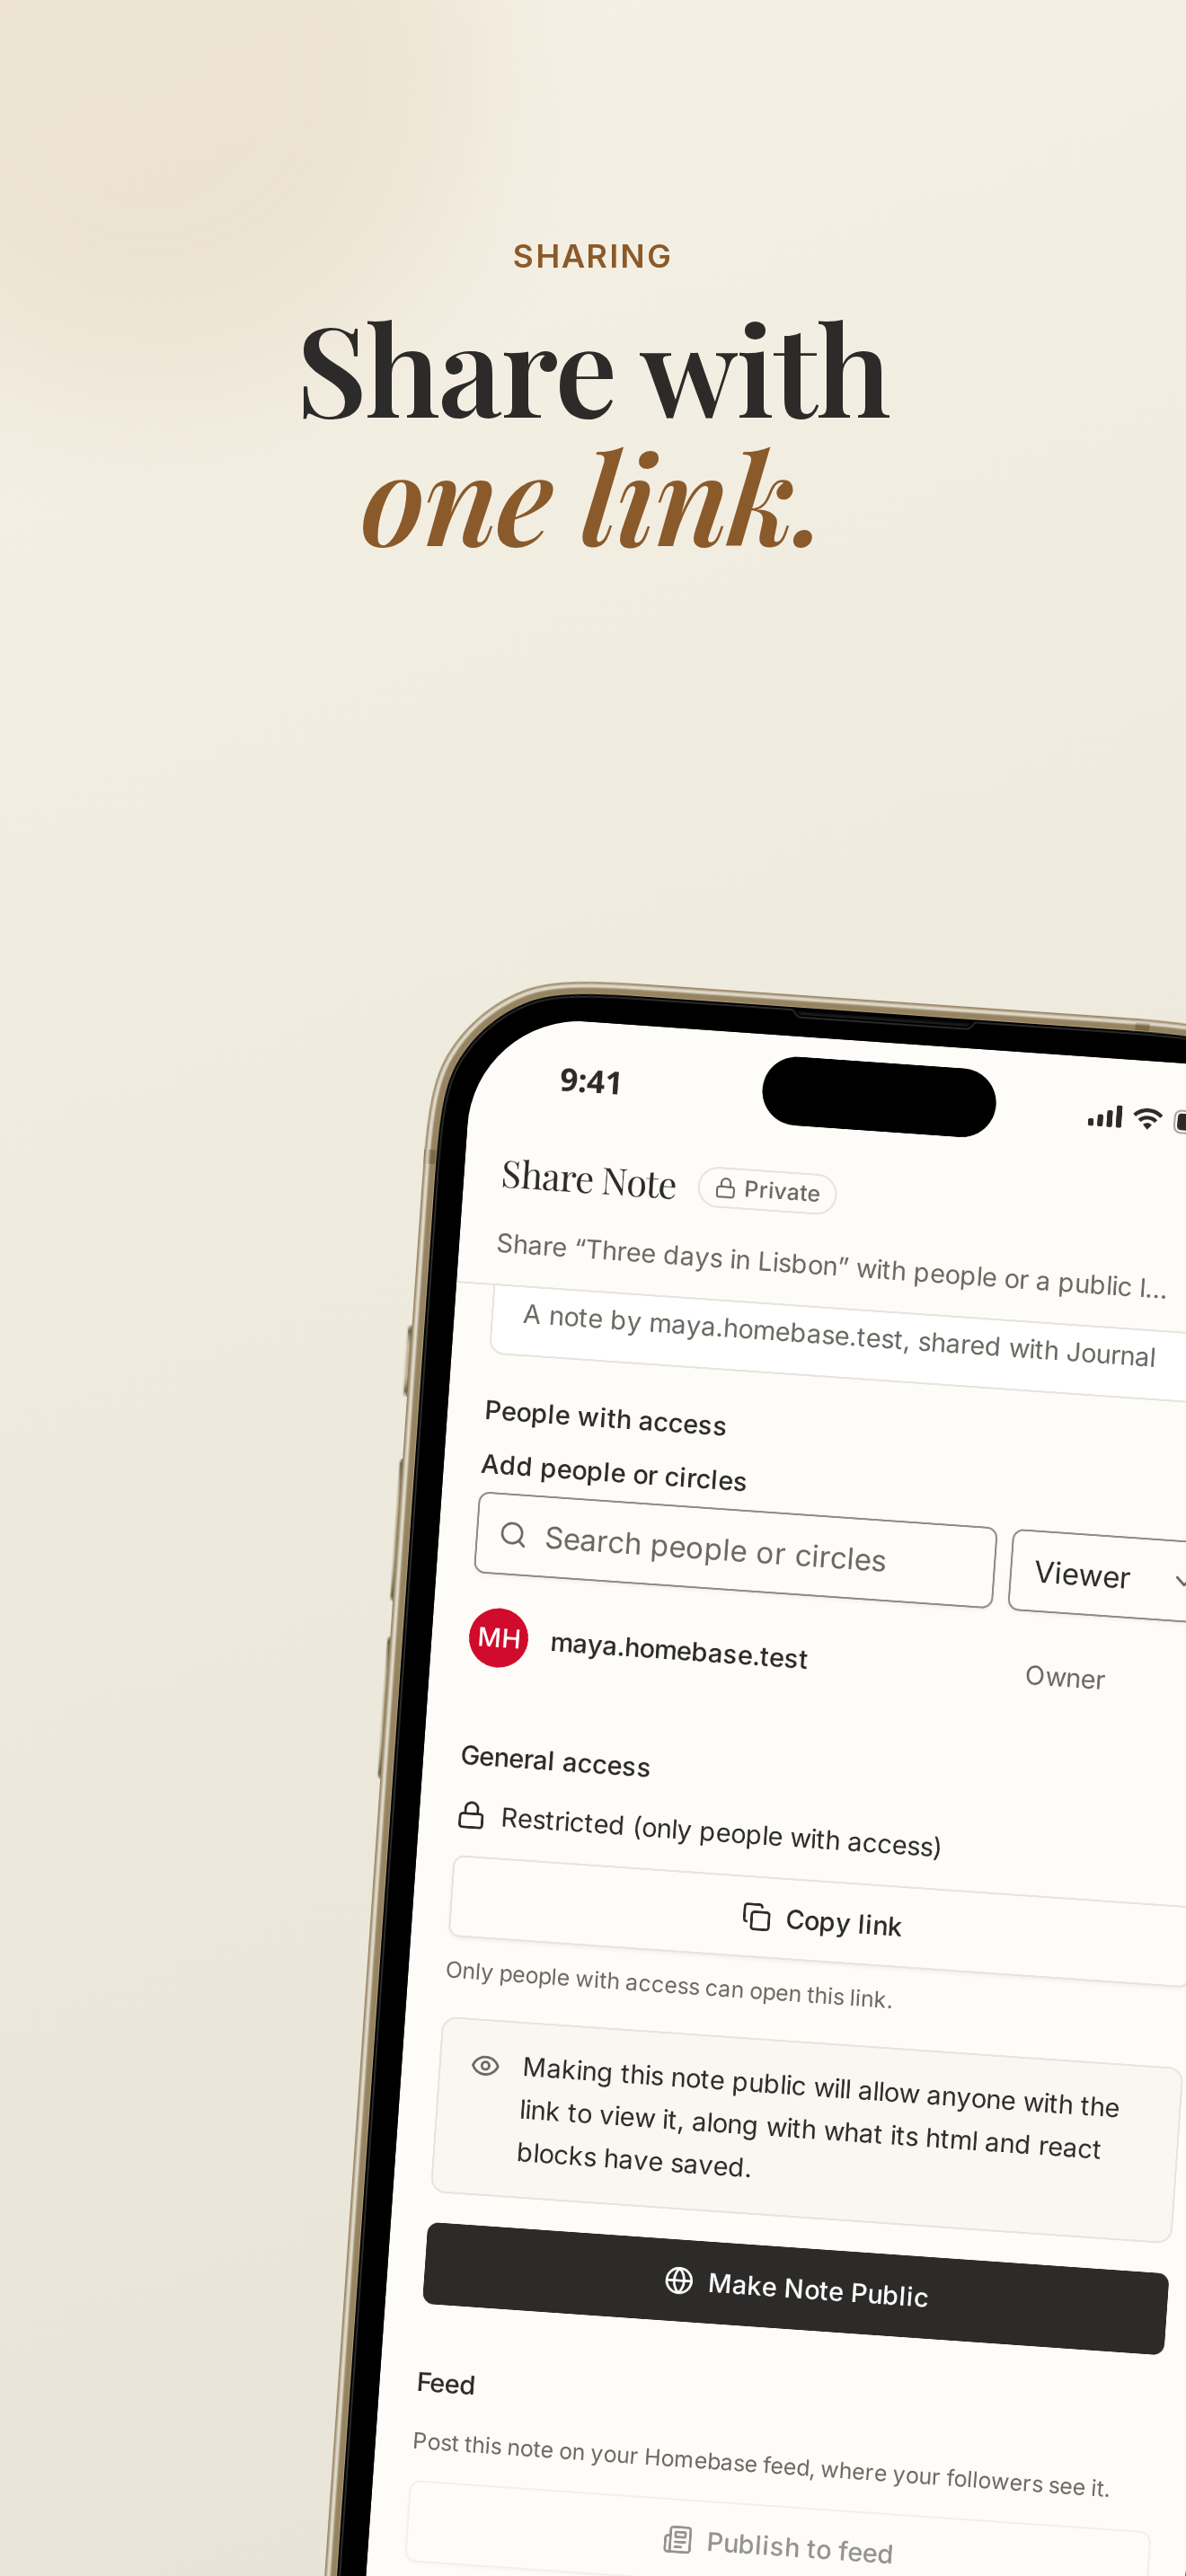 SHARING
Share with
one link.
9:41
Share Note
Private
Share “Three days in Lisbon” with people or a public l...
A note by maya.homebase.test, shared with Journal
People with access
Add people or circles
Search people or circles
Viewer
MH
maya.homebase.test
Owner
General access
Restricted (only people with access)
Copy link
Only people with access can open this link.
Making this note public will allow anyone with the
link to view it, along with what its html and react
blocks have saved.
Make Note Public
Feed
Post this note on your Homebase feed, where your followers see it.
Publish to feed